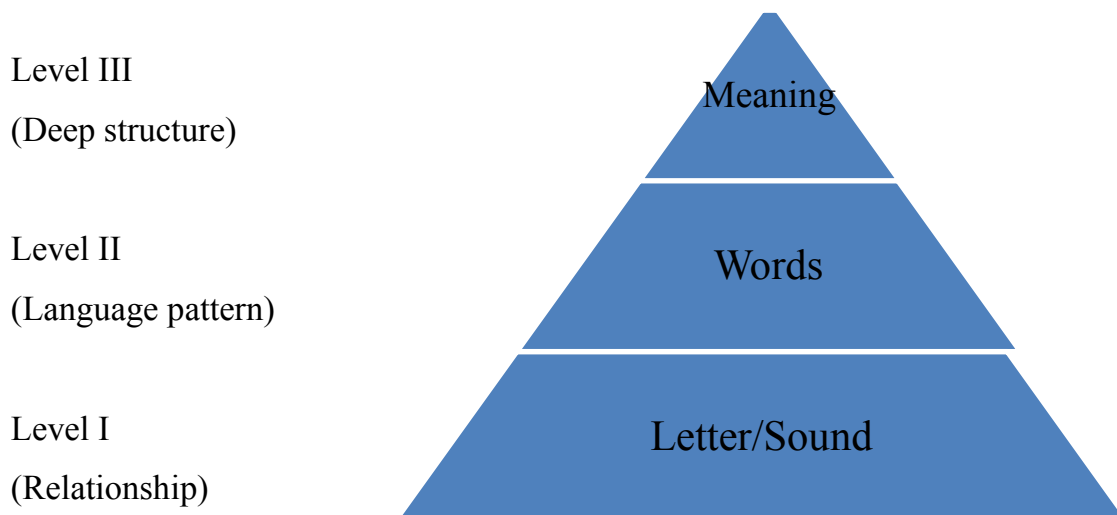 Level III
(Deep structure)
Meaning
Level II
(Language pattern)
Words
Level I
(Relationship)
Letter/Sound